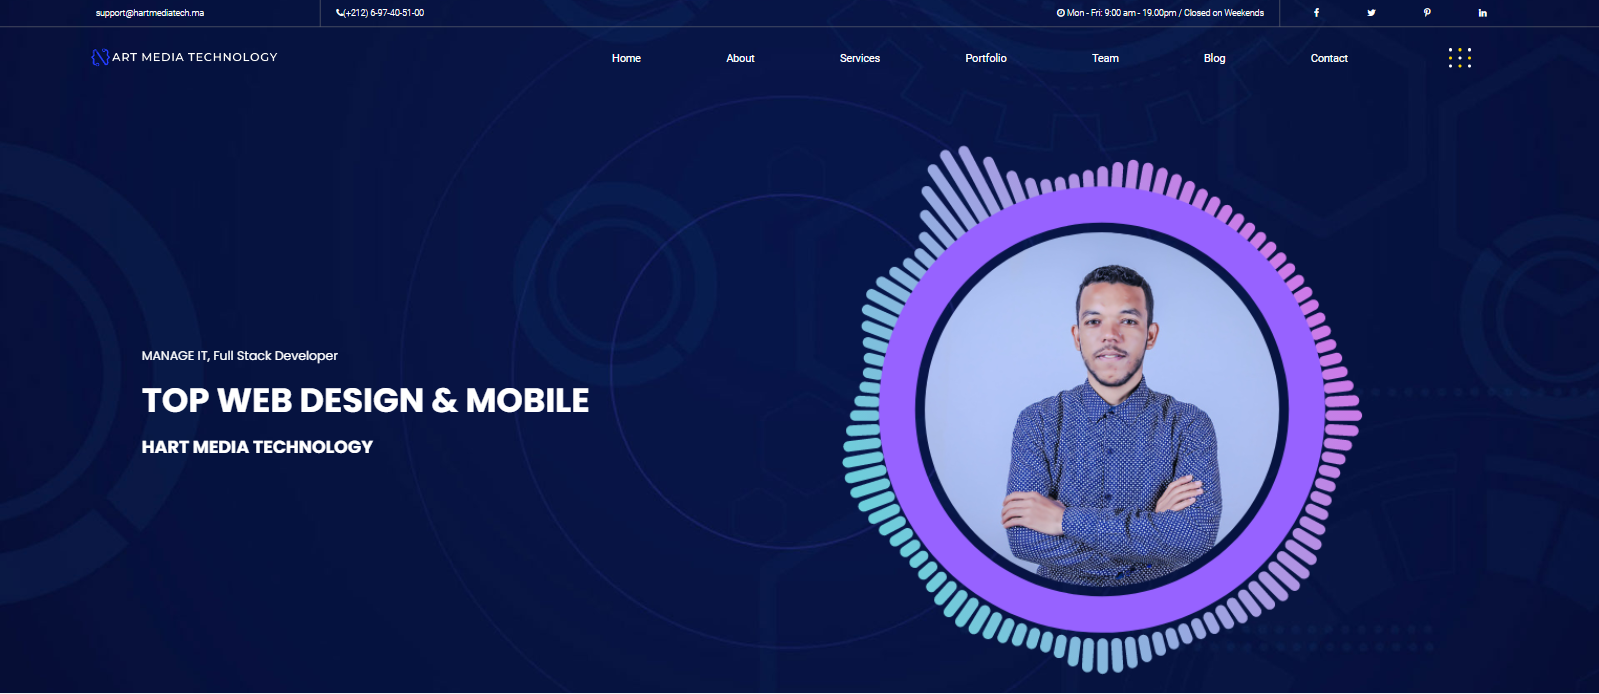 support@hartmediatech.ma
(+212) 6-97-40-51-00
Mon - Fri: 9:00 am - 19.00pm / Closed on Weekends
ART MEDIA TECHNOLOGY
Home
About
Services
Portfolio
Team
Blog
Contact
MANAGE IT, Full Stack Developer
TOP WEB DESIGN & MOBILE
HART MEDIA TECHNOLOGY